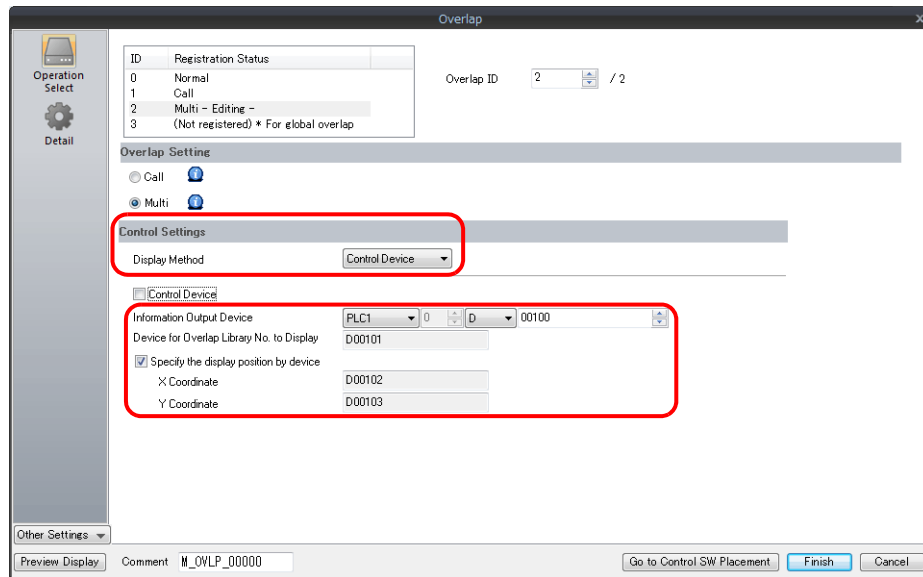 Overlap
x
Operation
Select
Detail
ID Registration Status
0 Normal
1 Call
2 Multi - Editing -
3 (Not registered) * For global overlap
Overlap ID 2 / 2
Overlap Setting
Call
Multi
Control Settings
Display Method Control Device
Control Device
Information Output Device PLC1 0 D 00100
Device for Overlap Library No. to Display D00101
Specify the display position by device
X Coordinate D00102
Y Coordinate D00103
Other Settings
Preview Display Comment M_OVLP_00000 Go to Control SW Placement Finish Cancel